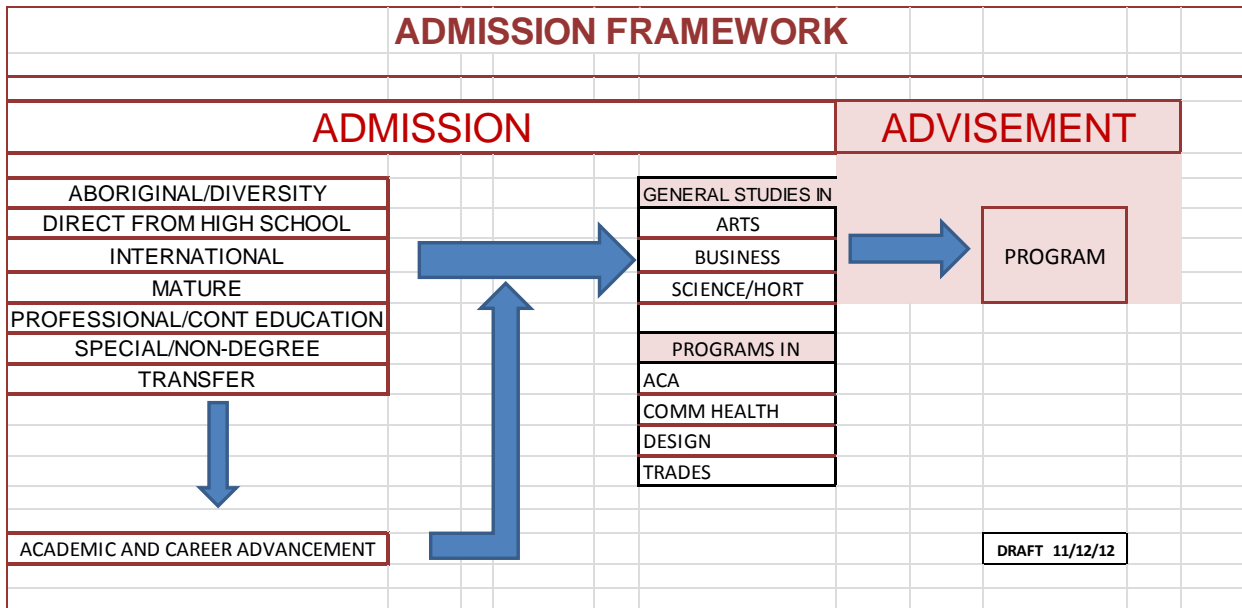 ADMISSION FRAMEWORK
ADMISSION
ADVISEMENT
ABORIGINAL/DIVERSITY
DIRECT FROM HIGH SCHOOL
INTERNATIONAL
MATURE
PROFESSIONAL/CONT EDUCATION
SPECIAL/NON-DEGREE
TRANSFER
ACADEMIC AND CAREER ADVANCEMENT
GENERAL STUDIES IN
ARTS
BUSINESS
SCIENCE/HORT
PROGRAMS IN
ACA
COMM HEALTH
DESIGN
TRADES
PROGRAM
DRAFT 11/12/12